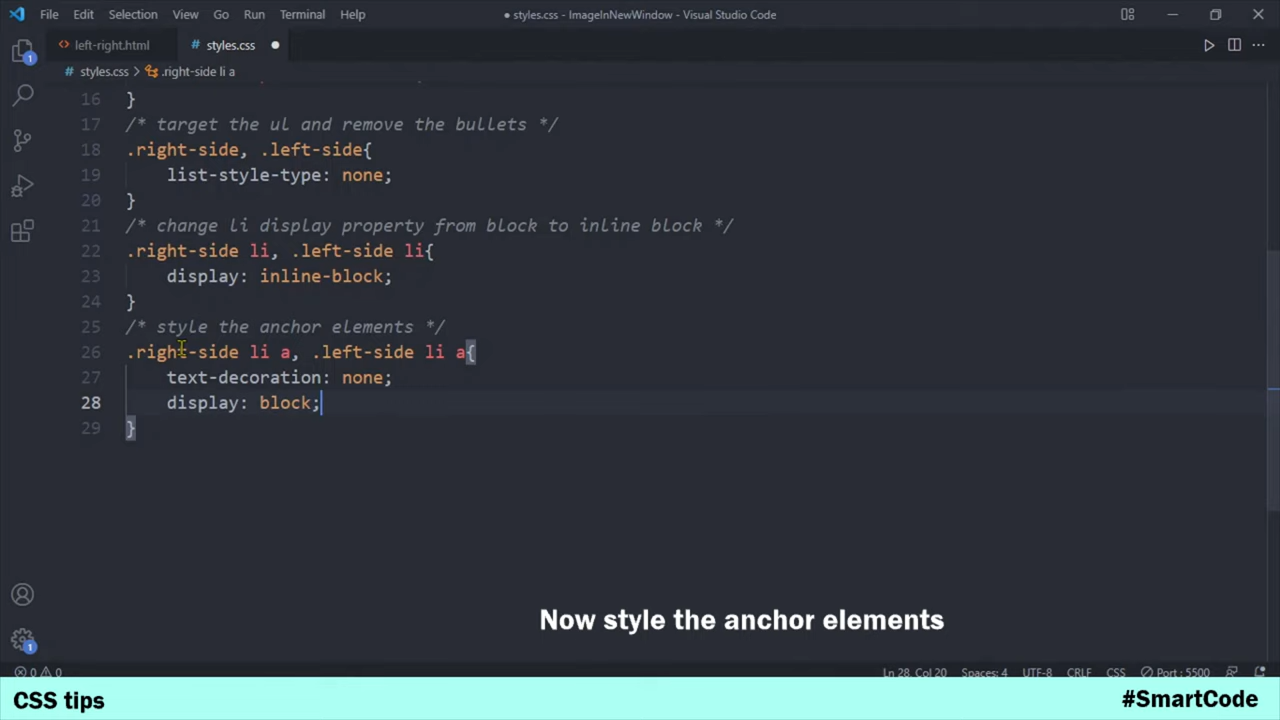 File Edit Selection View Go Run Terminal Help
● styles.css - ImageInNewWindow - Visual Studio Code
<> left-right.html # styles.css ●
# styles.css > .right-side li a
16 }
17 /* target the ul and remove the bullets */
18 .right-side, .left-side{
19 list-style-type: none;
20 }
21 /* change li display property from block to inline block */
22 .right-side li, .left-side li{
23 display: inline-block;
24 }
25 /* style the anchor elements */
26 .right-side li a, .left-side li a{
27 text-decoration: none;
28 display: block;
29 }
1
1
Now style the anchor elements
0 0 Ln 28, Col 20 Spaces: 4 UTF-8 CRLF CSS Port : 5500
CSS tips
#SmartCode